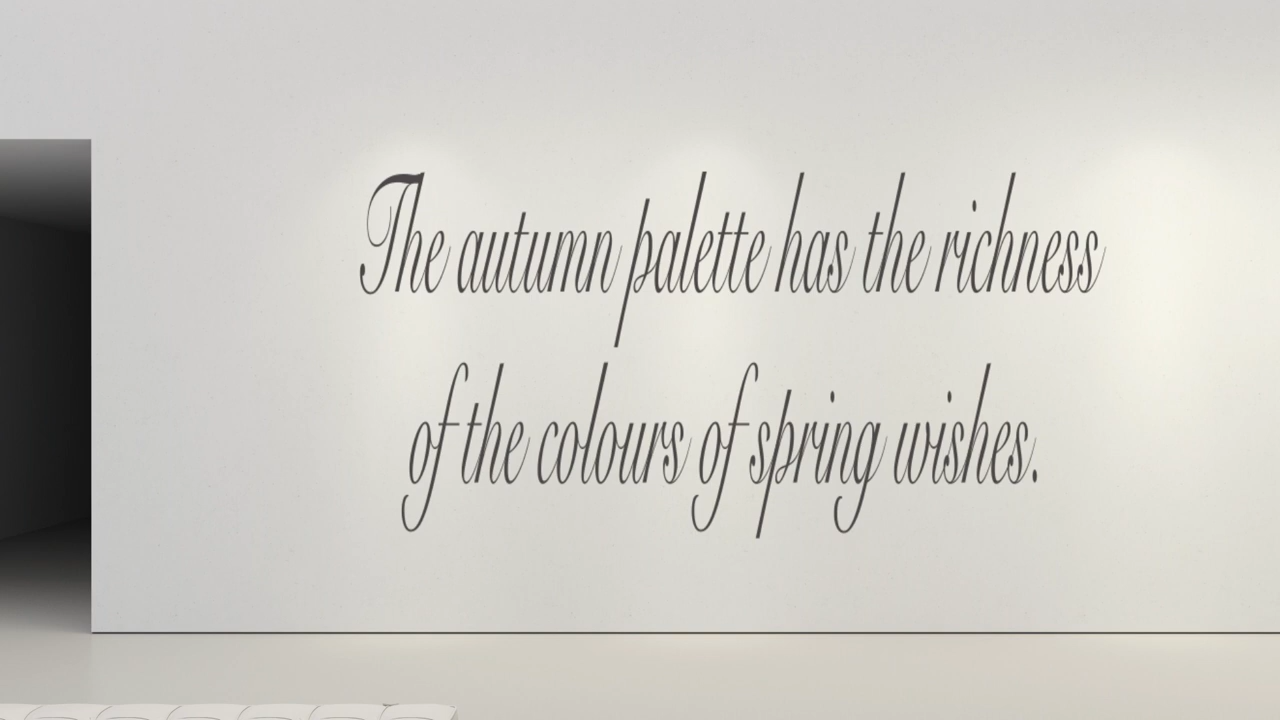 The autumn palette has the richness
of the colours of spring wishes.